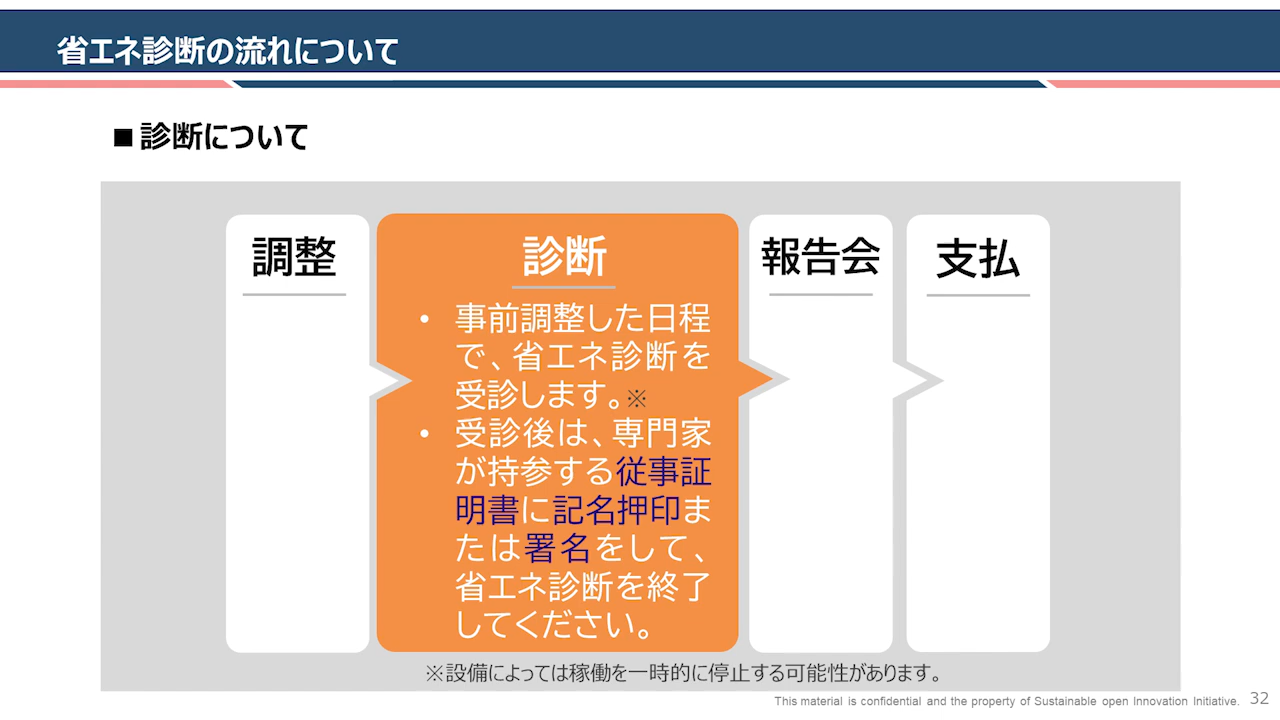 省エネ診断の流れについて
■ 診断について
調整
診断
• 事前調整した日程
で、省エネ診断を
受診します。※
• 受診後は、専門家
が持参する従事証
明書に記名押印ま
たは署名をして、
省エネ診断を終了
してください。
報告会
支払
※設備によっては稼働を一時的に停止する可能性があります。
This material is confidential and the property of Sustainable open Innovation Initiative. 32